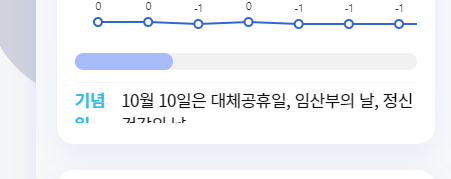 0 0 -1 0 -1 -1 -1
기념 10월 10일은 대체공휴일, 임산부의 날, 정신